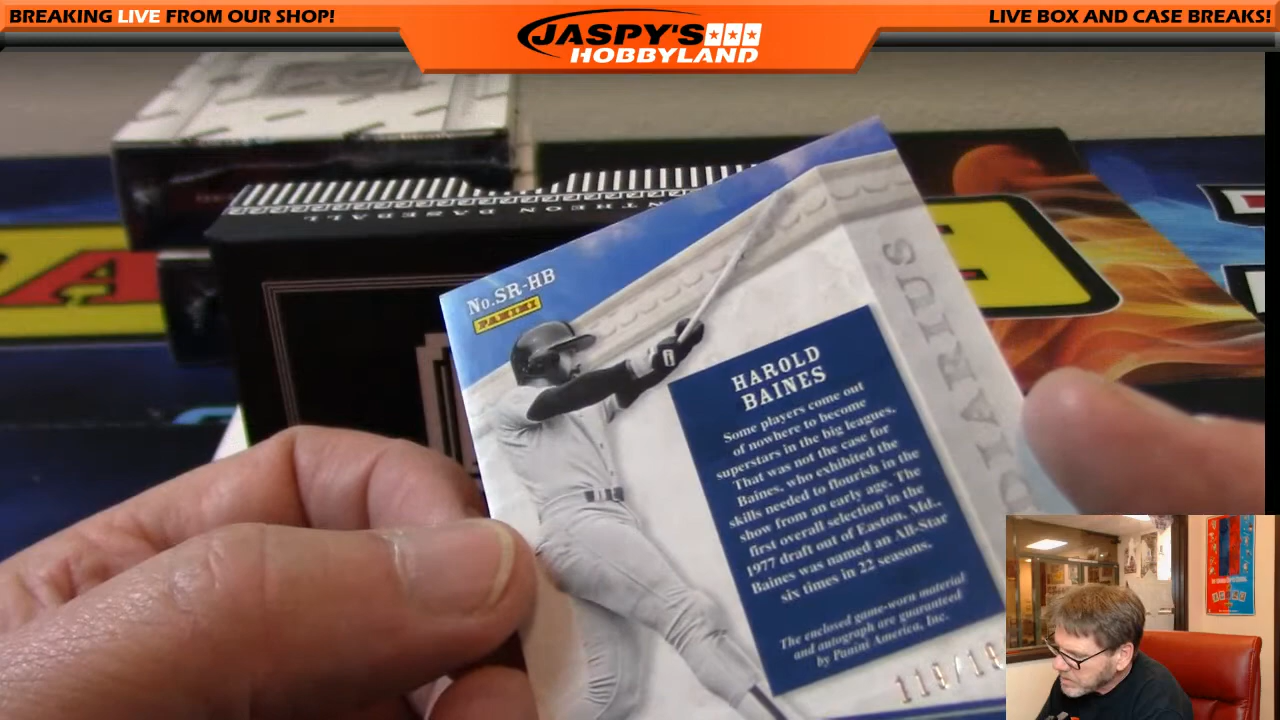 BREAKING LIVE FROM OUR SHOP!
JASPY'S
HOBBYLAND
LIVE BOX AND CASE BREAKS!
NTHEON BASEBALL
No.SR-HB
PANINI
DIARIUS
HAROLD
BAINES
Some players come out
of nowhere to become
superstars in the big leagues.
That was not the case for
Baines, who exhibited the
skills needed to flourish in the
show from an early age. The
first overall selection in the
1977 draft out of Easton, Md.,
Baines was named an All-Star
six times in 22 seasons.
The enclosed game-worn material
and autograph are guaranteed
by Panini America, Inc.